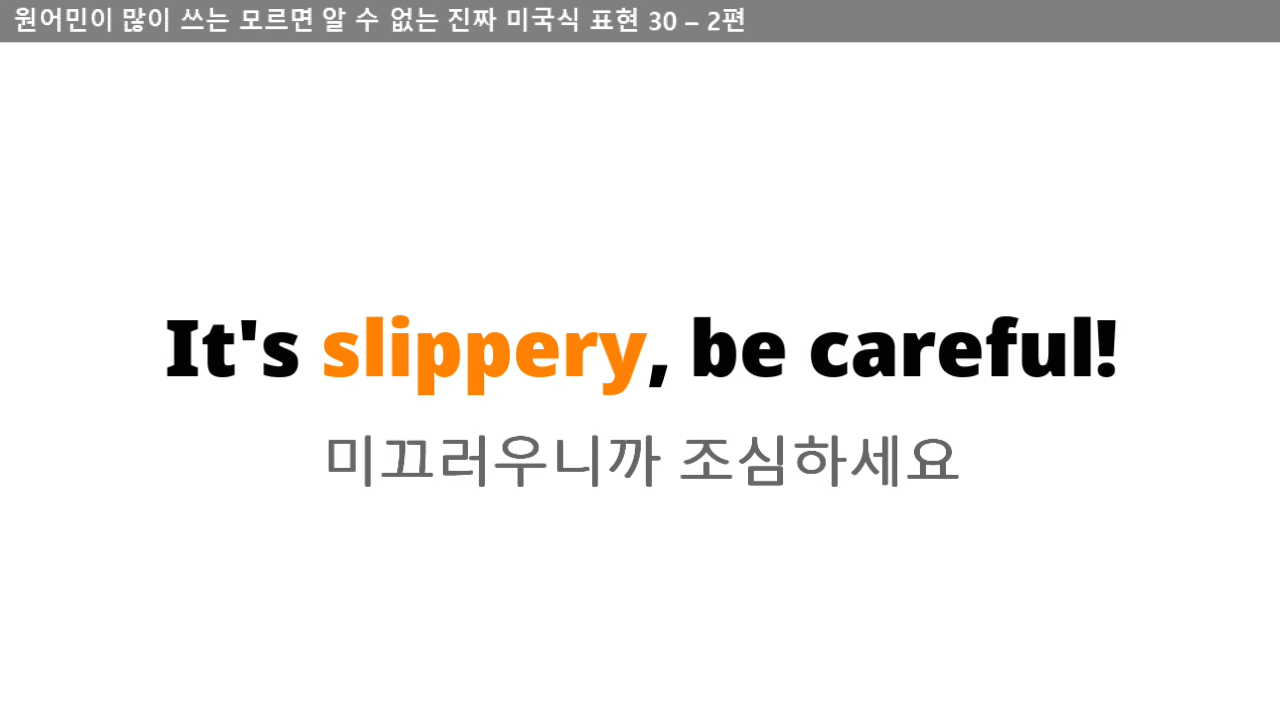 원어민이 많이 쓰는 모르면 알 수 없는 진짜 미국식 표현 30 – 2편
It's slippery, be careful!
미끄러우니까 조심하세요